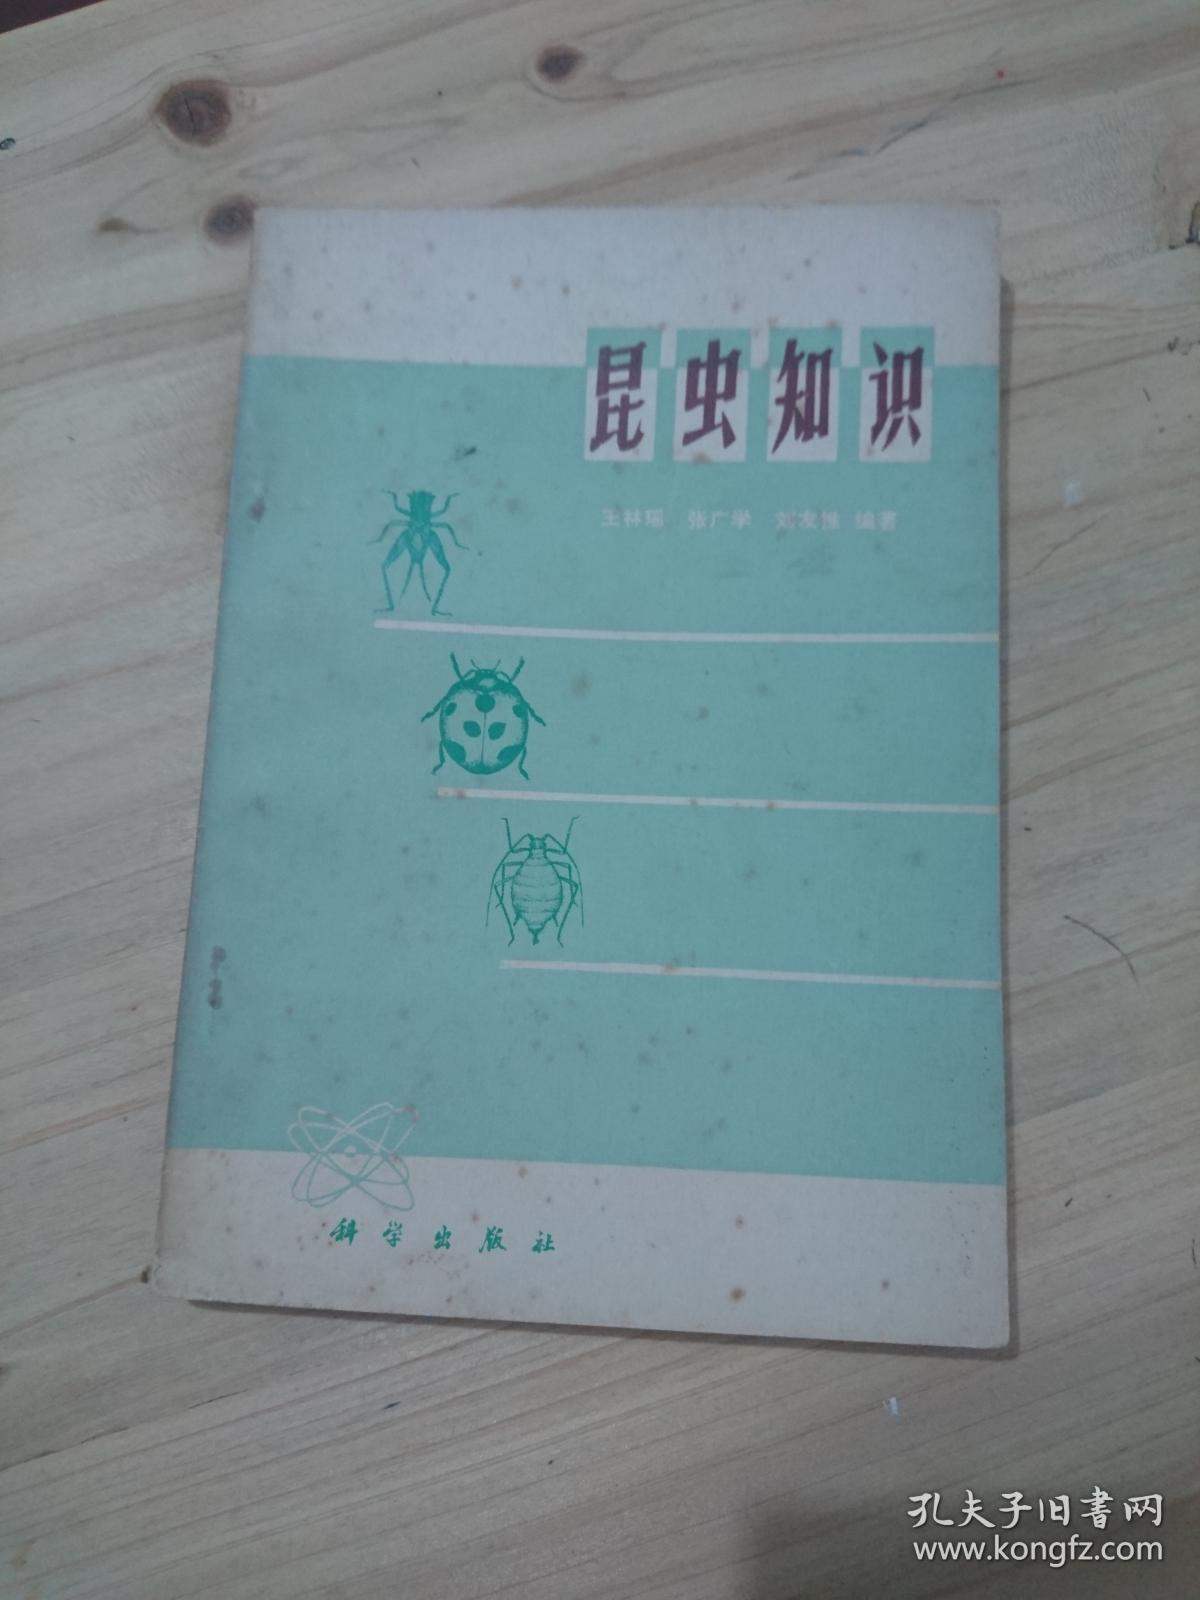 昆虫知识
王林瑶 张广学 刘友樵 编著
科学出版社
孔夫子旧书网
www.kongfz.com